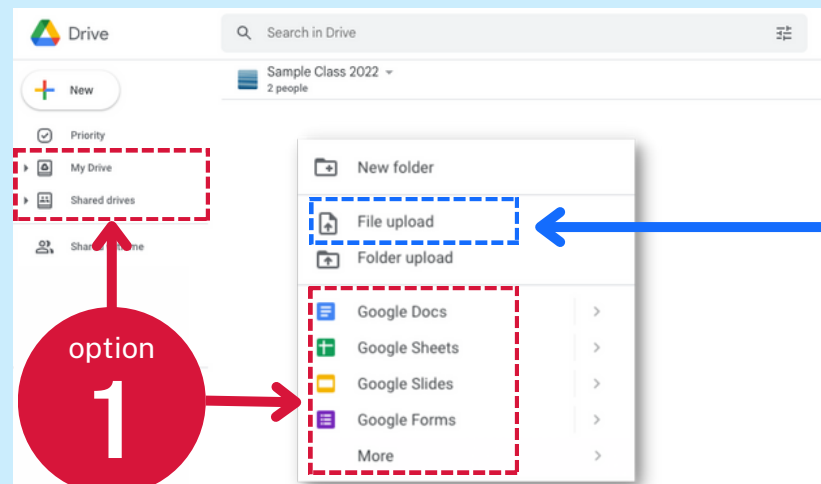 Drive
Search in Drive
New
Sample Class 2022
2 people
Priority
My Drive
Shared drives
New folder
File upload
Folder upload
Google Docs
Google Sheets
Google Slides
Google Forms
More
option
1